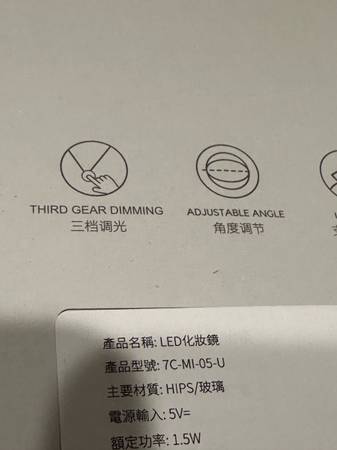 THIRD GEAR DIMMING
三档调光
ADJUSTABLE ANGLE
角度调节
產品名稱: LED化妝鏡
產品型號: 7C-MI-05-U
主要材質: HIPS/玻璃
電源輸入: 5V=
額定功率: 1.5W